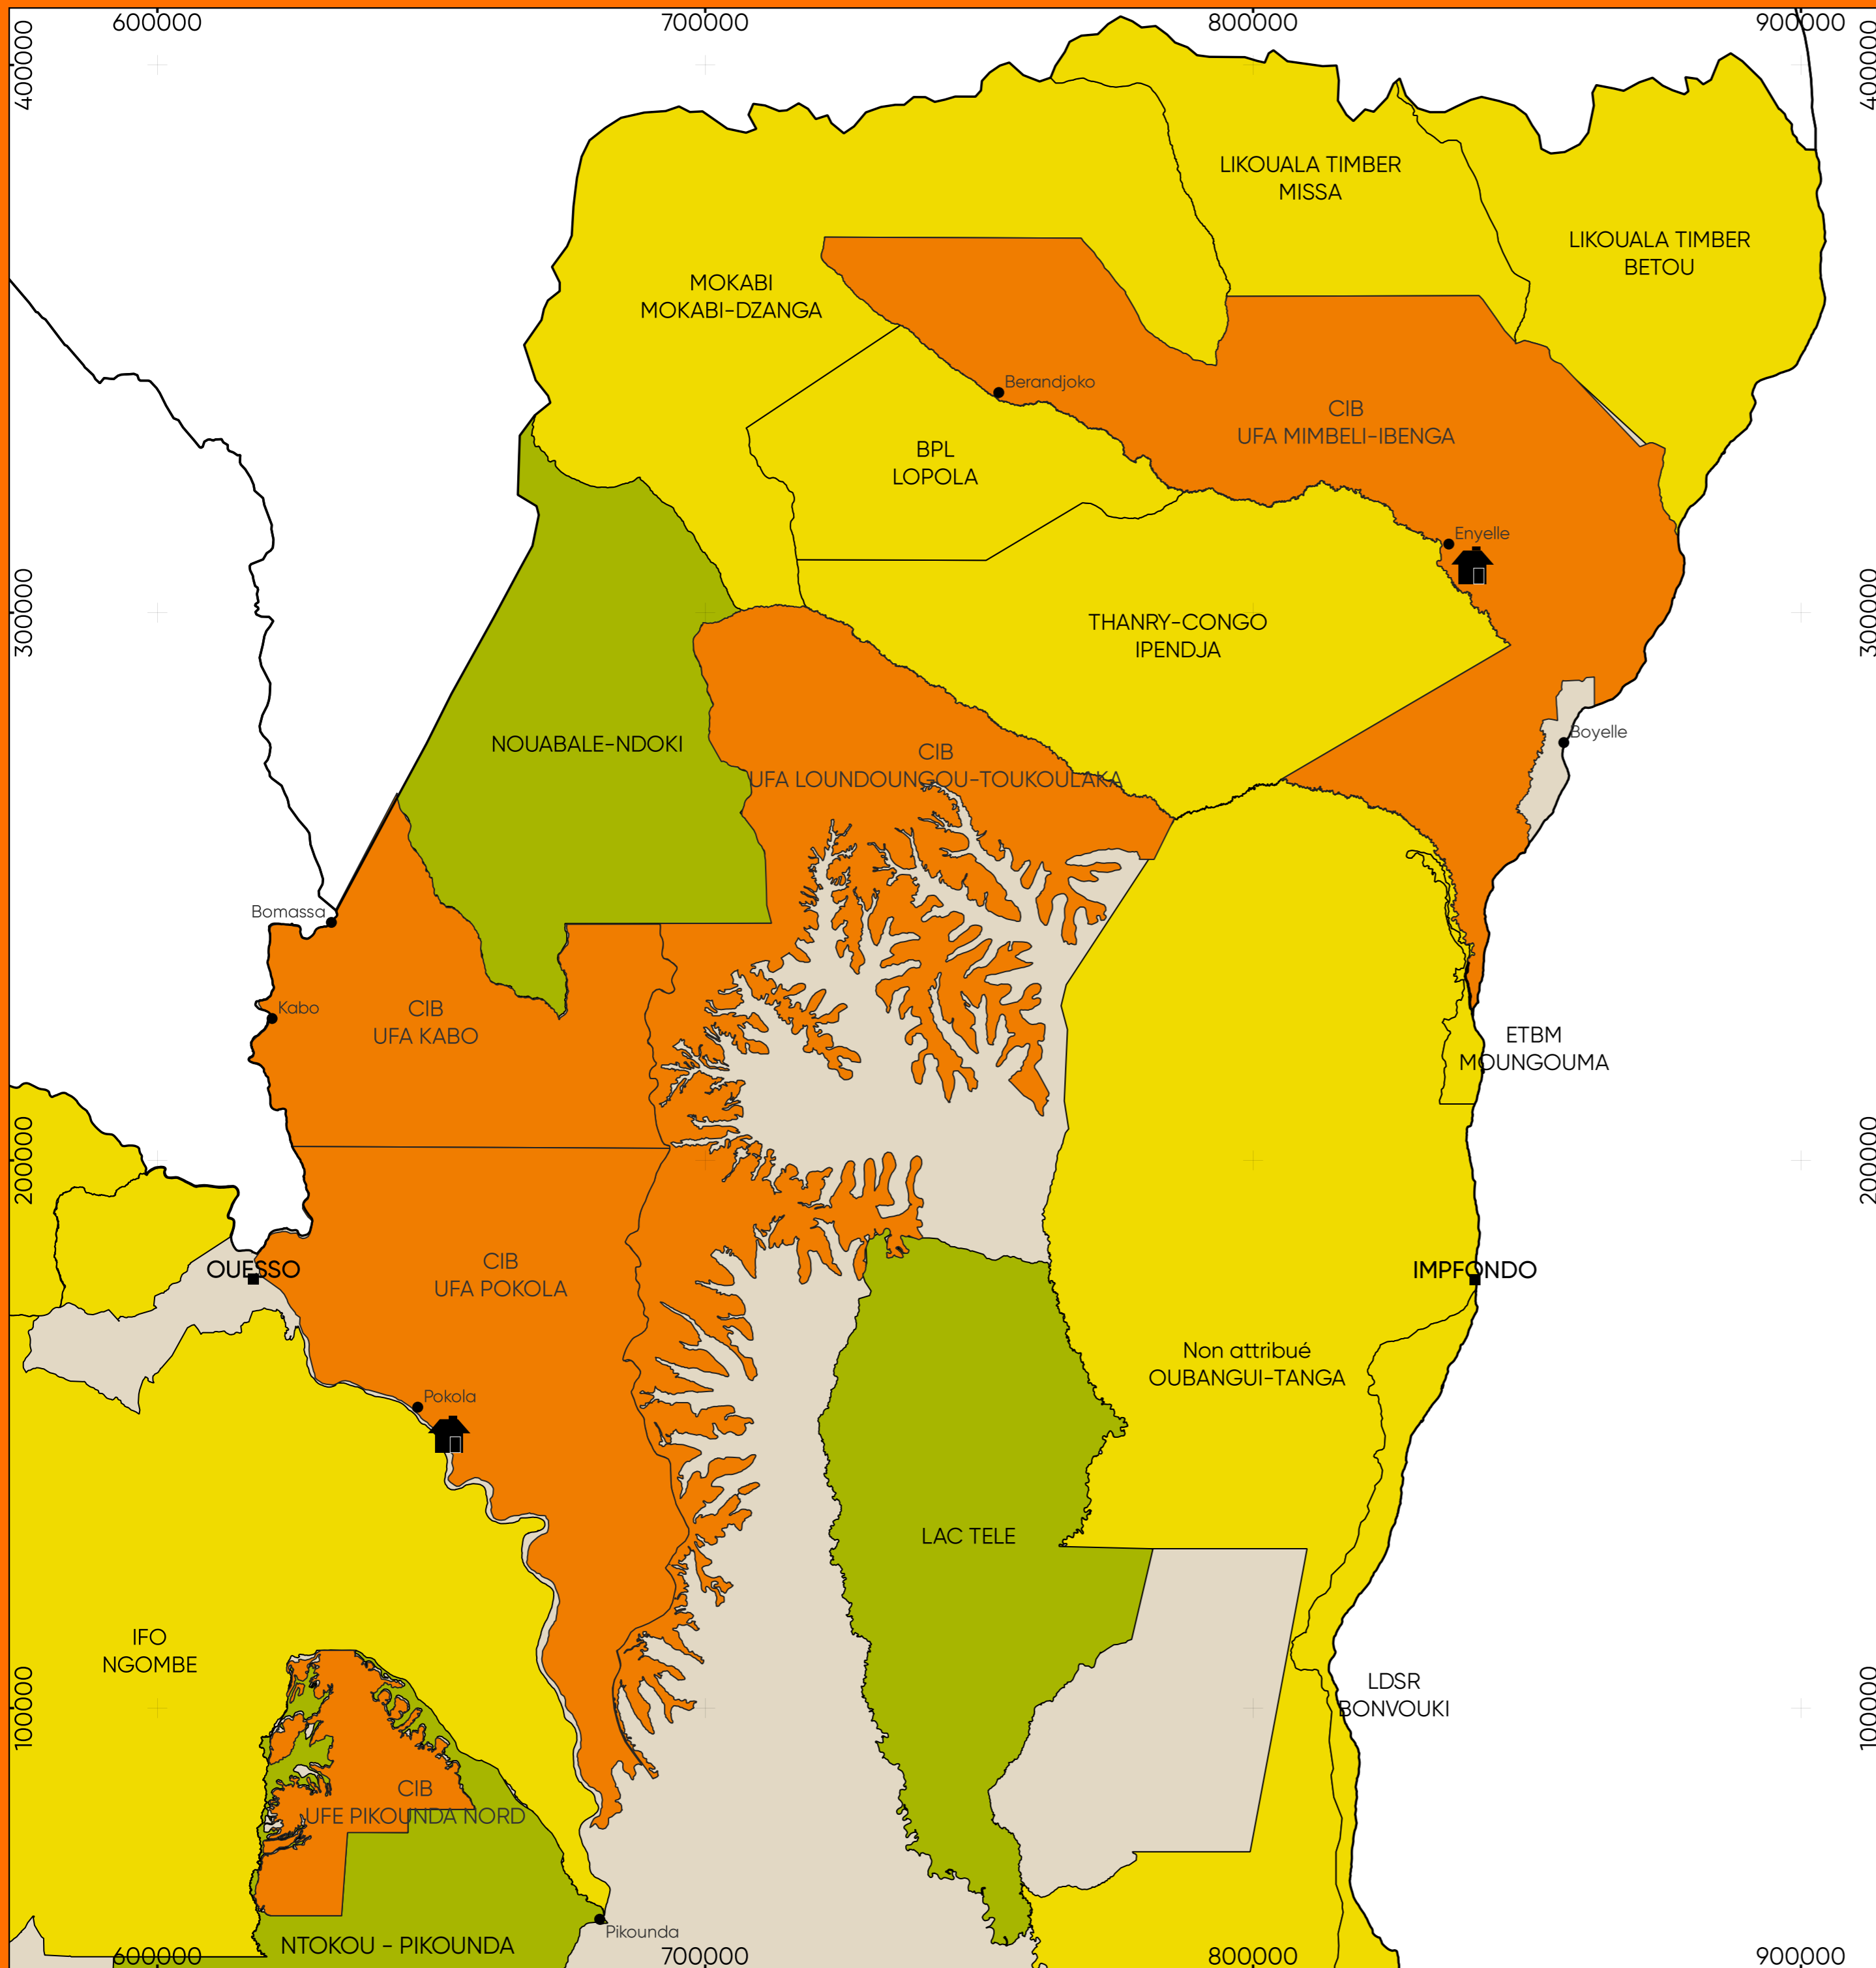 600000
700000
800000
900000
400000
400000
LIKOUALA TIMBER
MISSA
LIKOUALA TIMBER
BETOU
MOKABI
MOKABI-DZANGA
Berandjoko
CIB
UFA MIMBELI-IBENGA
BPL
LOPOLA
Enyelle
300000
300000
THANRY-CONGO
IPENDJA
NOUABALE-NDOKI
Boyelle
CIB
UFA LOUNDOUNGOU-TOUKOULAKA
Bomassa
Kabo
CIB
UFA KABO
ETBM
MOUNGOUMA
200000
200000
OUESSO
CIB
UFA POKOLA
IMPFONDO
Non attribué
OUBANGUI-TANGA
Pokola
LAC TELE
IFO
NGOMBE
LDSR
BONVOUKI
100000
100000
CIB
UFE PIKOUNDA NORD
Pikounda
NTOKOU - PIKOUNDA
600000
700000
800000
900000